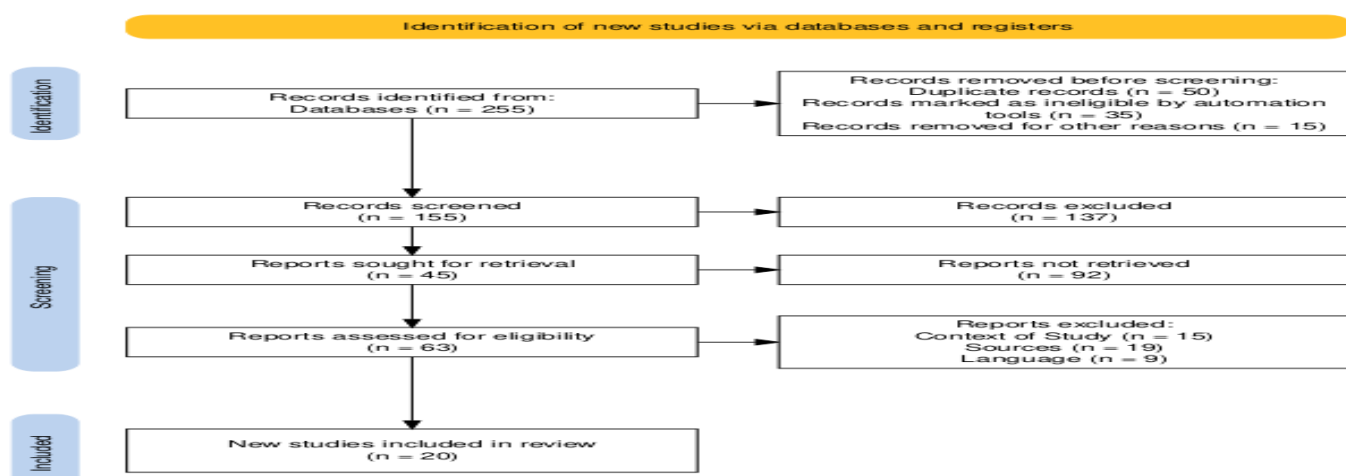 Identification of new studies via databases and registers
Identification
Records identified from:
Databases (n = 255)
Records removed before screening:
Duplicate records (n = 50)
Records marked as ineligible by automation
tools (n = 35)
Records removed for other reasons (n = 15)
Screening
Records screened
(n = 155)
Records excluded
(n = 137)
Reports sought for retrieval
(n = 45)
Reports not retrieved
(n = 92)
Reports assessed for eligibility
(n = 63)
Reports excluded:
Context of Study (n = 15)
Sources (n = 19)
Language (n = 9)
Included
New studies included in review
(n = 20)